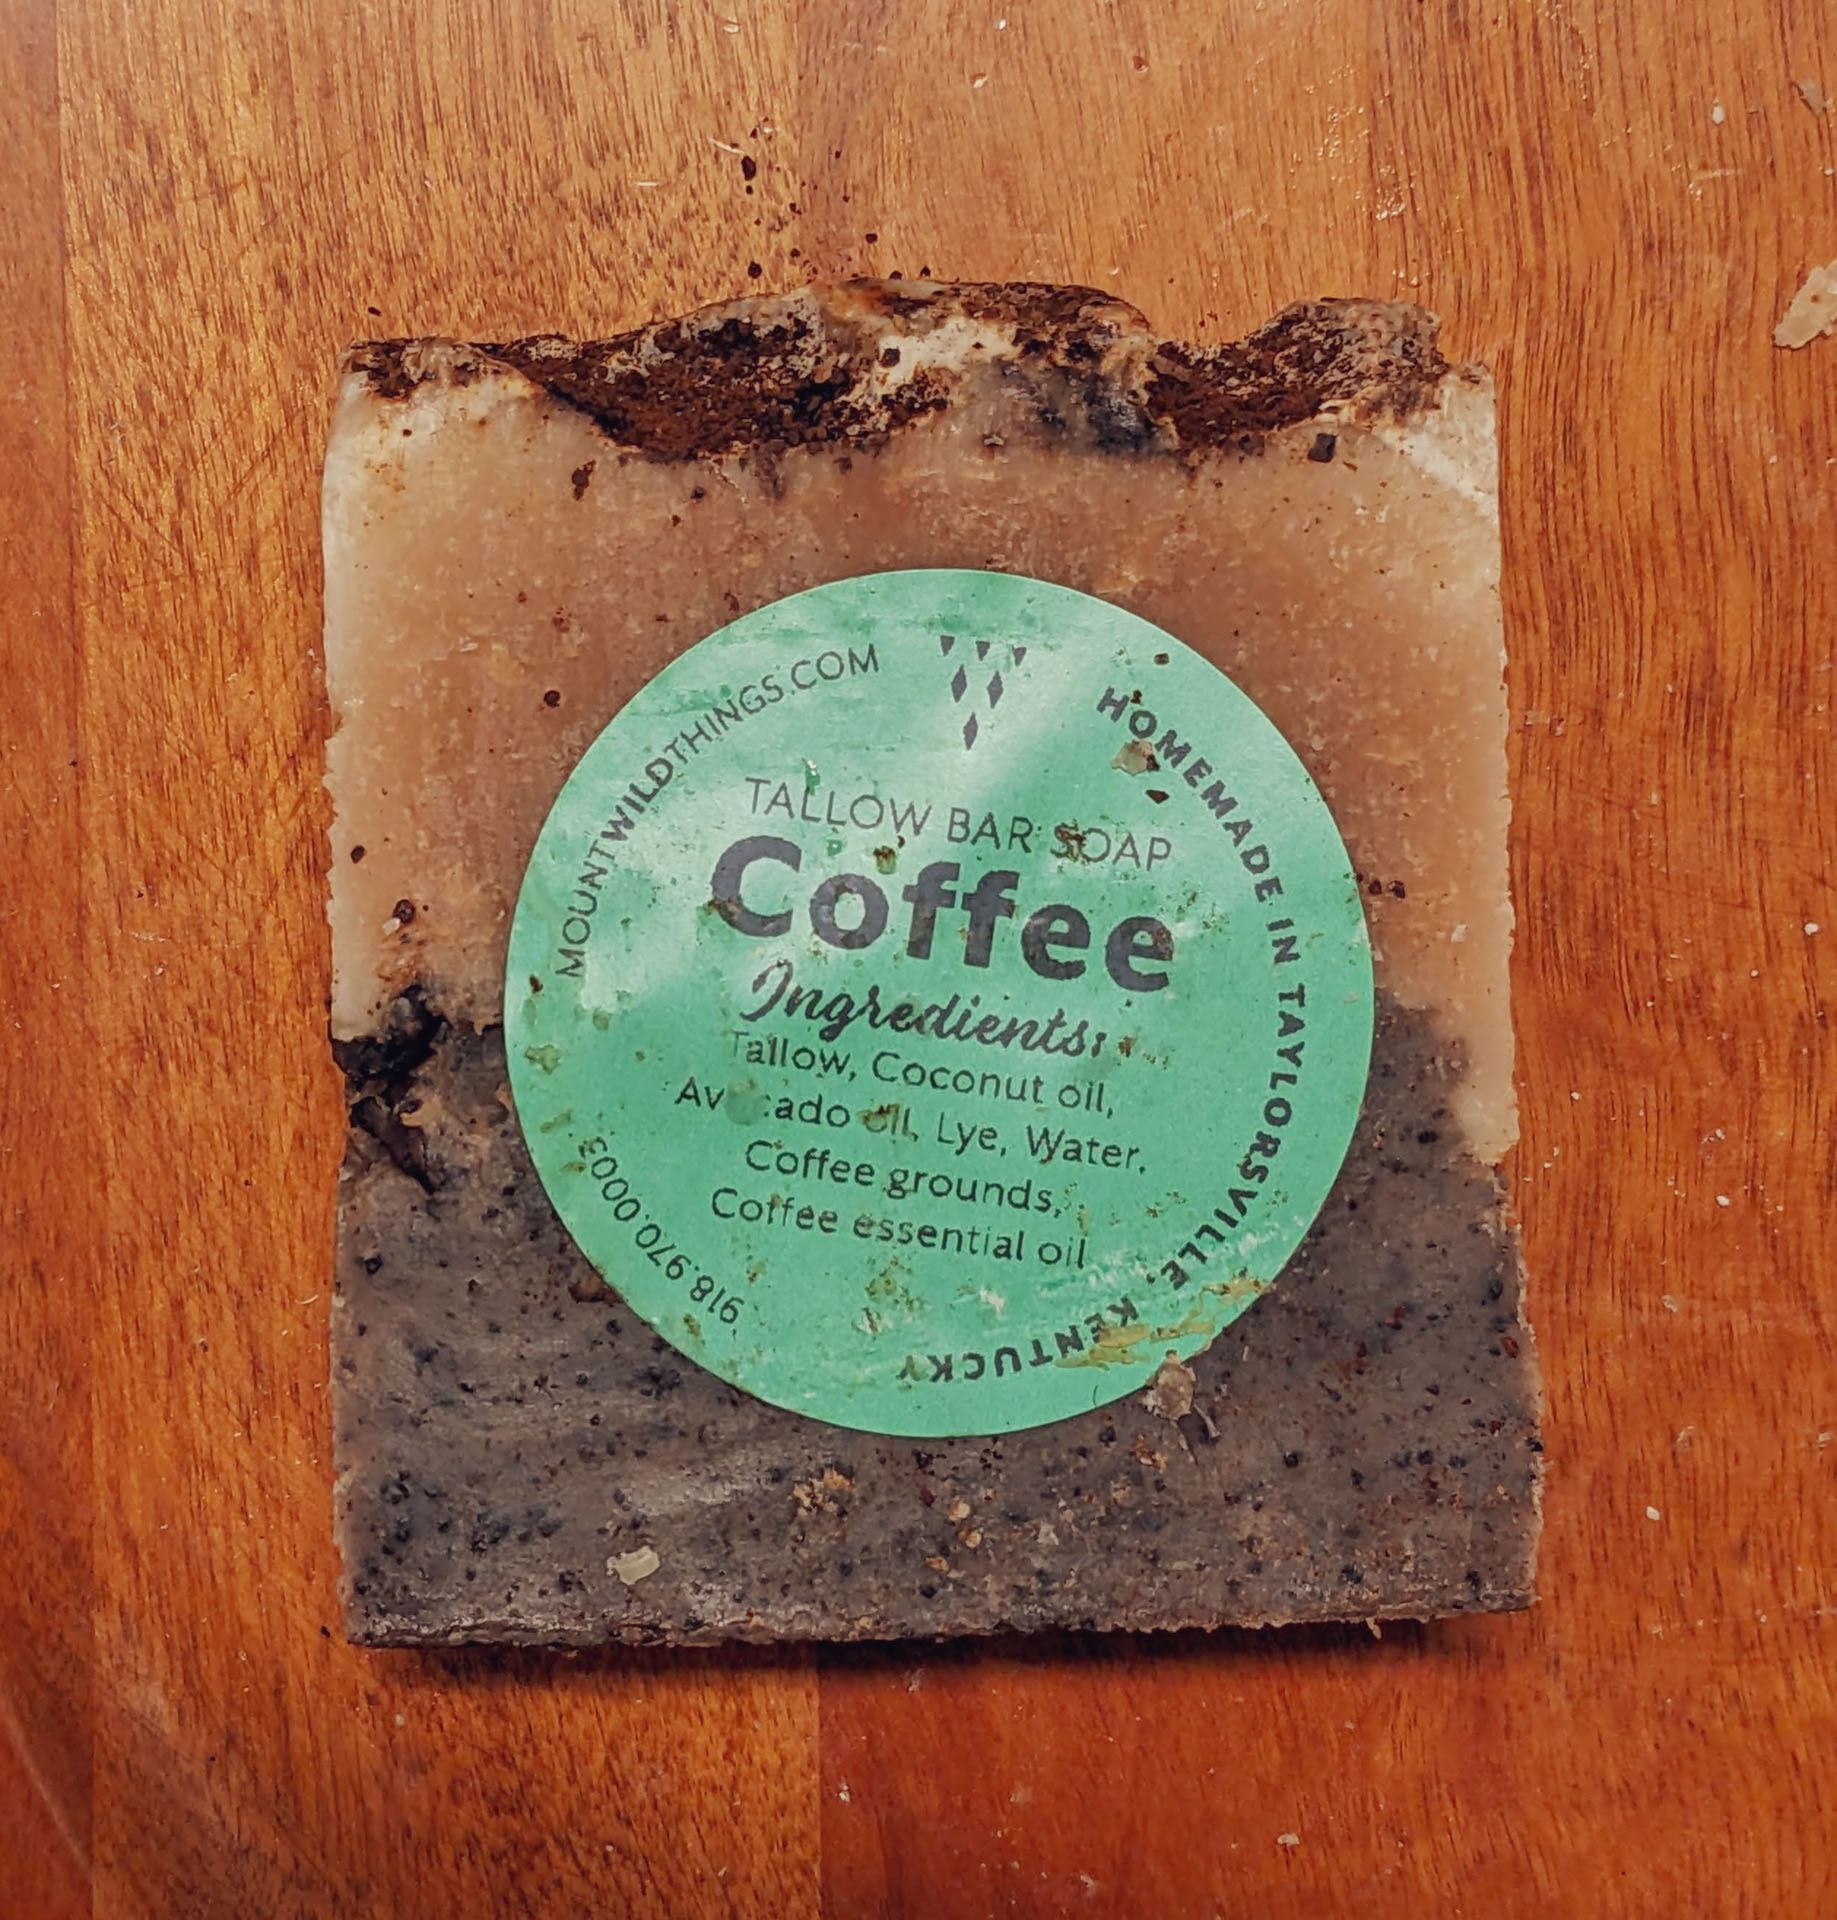 MOUNTWILDTHINGS.COM
HOMEMADE IN TAYLORSVILLE, KENTUCKY
TALLOW BAR SOAP
Coffee
Ingredients:
Tallow, Coconut oil,
Avocado oil, Lye, Water,
Coffee grounds,
Coffee essential oil
918.970.0003